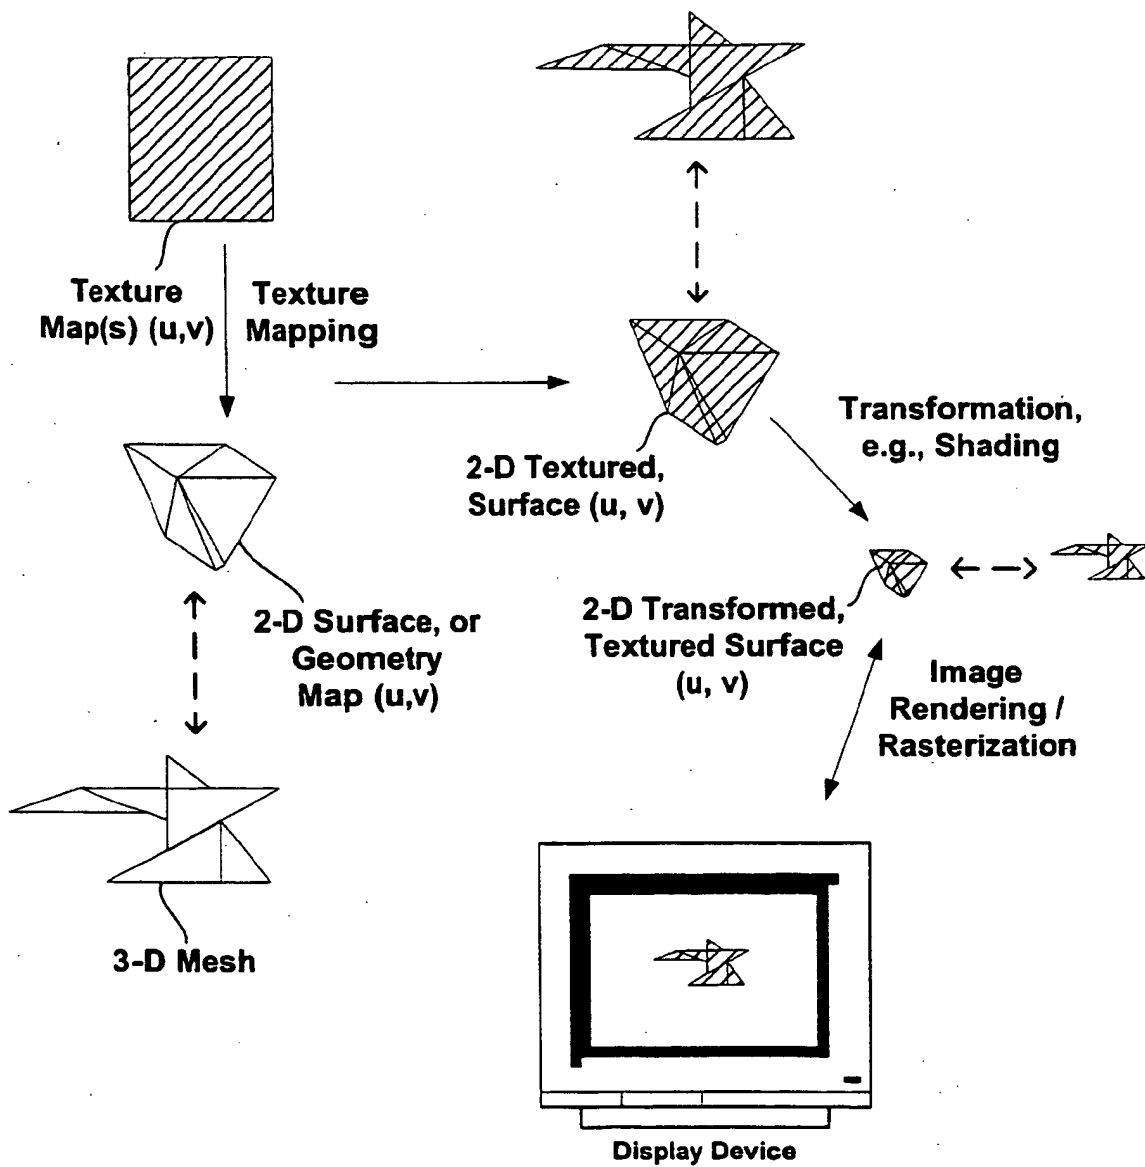 Texture
Map(s) (u,v)
Texture
Mapping
2-D Surface, or
Geometry
Map (u,v)
3-D Mesh
2-D Textured,
Surface (u, v)
Transformation,
e.g., Shading
2-D Transformed,
Textured Surface
(u, v)
Image
Rendering /
Rasterization
Display Device